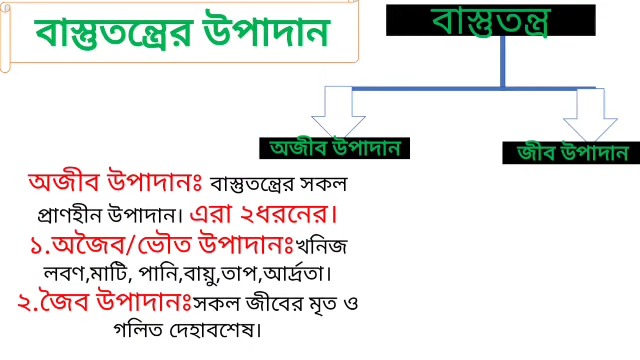 বাস্তুতন্ত্রের উপাদান
বাস্তুতন্ত্র
অজীব উপাদান
জীব উপাদান
অজীব উপাদানঃ বাস্তুতন্ত্রের সকল
প্রাণহীন উপাদান। এরা ২ধরনের।
১.অজৈব/ভৌত উপাদানঃখনিজ
লবণ,মাটি, পানি,বায়ু,তাপ,আর্দ্রতা।
২.জৈব উপাদানঃসকল জীবের মৃত ও
গলিত দেহাবশেষ।